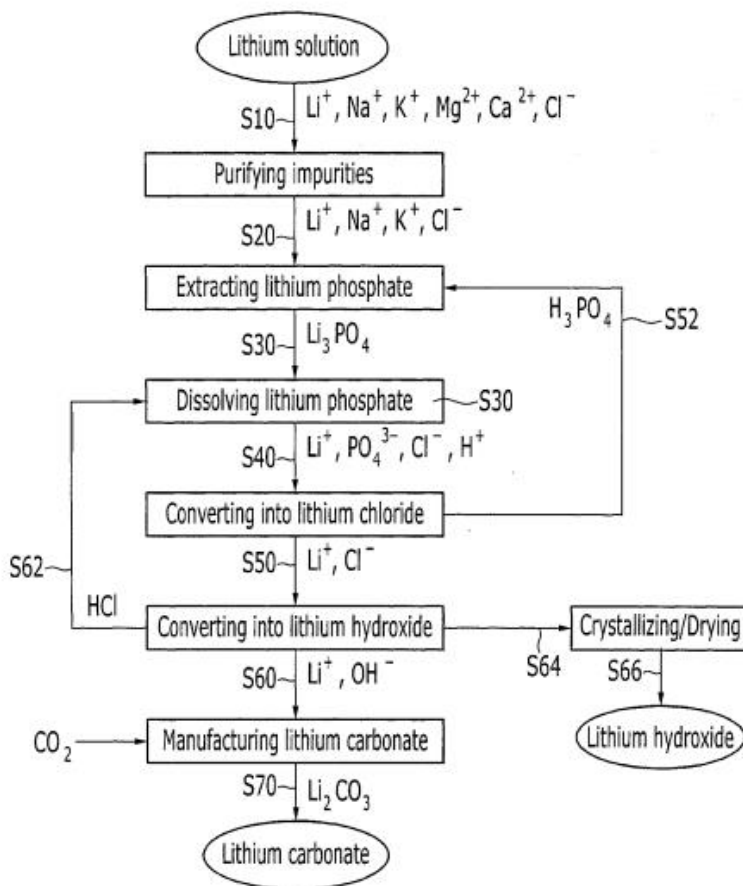 Lithium solution
S10 Li⁺, Na⁺, K⁺, Mg²⁺, Ca²⁺, Cl⁻
Purifying impurities
S20 Li⁺, Na⁺, K⁺, Cl⁻
Extracting lithium phosphate
H₃PO₄ S52
S30 Li₃PO₄
Dissolving lithium phosphate S30
S40 Li⁺, PO₄³⁻, Cl⁻, H⁺
Converting into lithium chloride
S62 S50 Li⁺, Cl⁻
HCl
Converting into lithium hydroxide S64 Crystallizing/Drying
S60 Li⁺, OH⁻ S66
CO₂ Manufacturing lithium carbonate Lithium hydroxide
S70 Li₂CO₃
Lithium carbonate